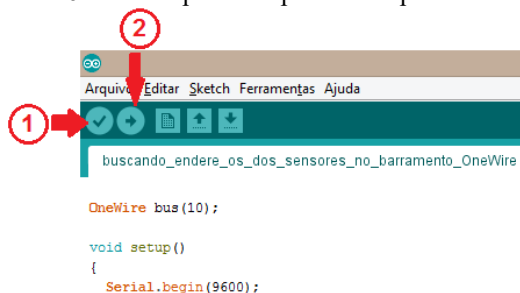 2
Arquivo Editar Sketch Ferramentas Ajuda
1
buscando_endere_os_dos_sensores_no_barramento_OneWire
OneWire bus(10);
void setup()
{
Serial.begin(9600);